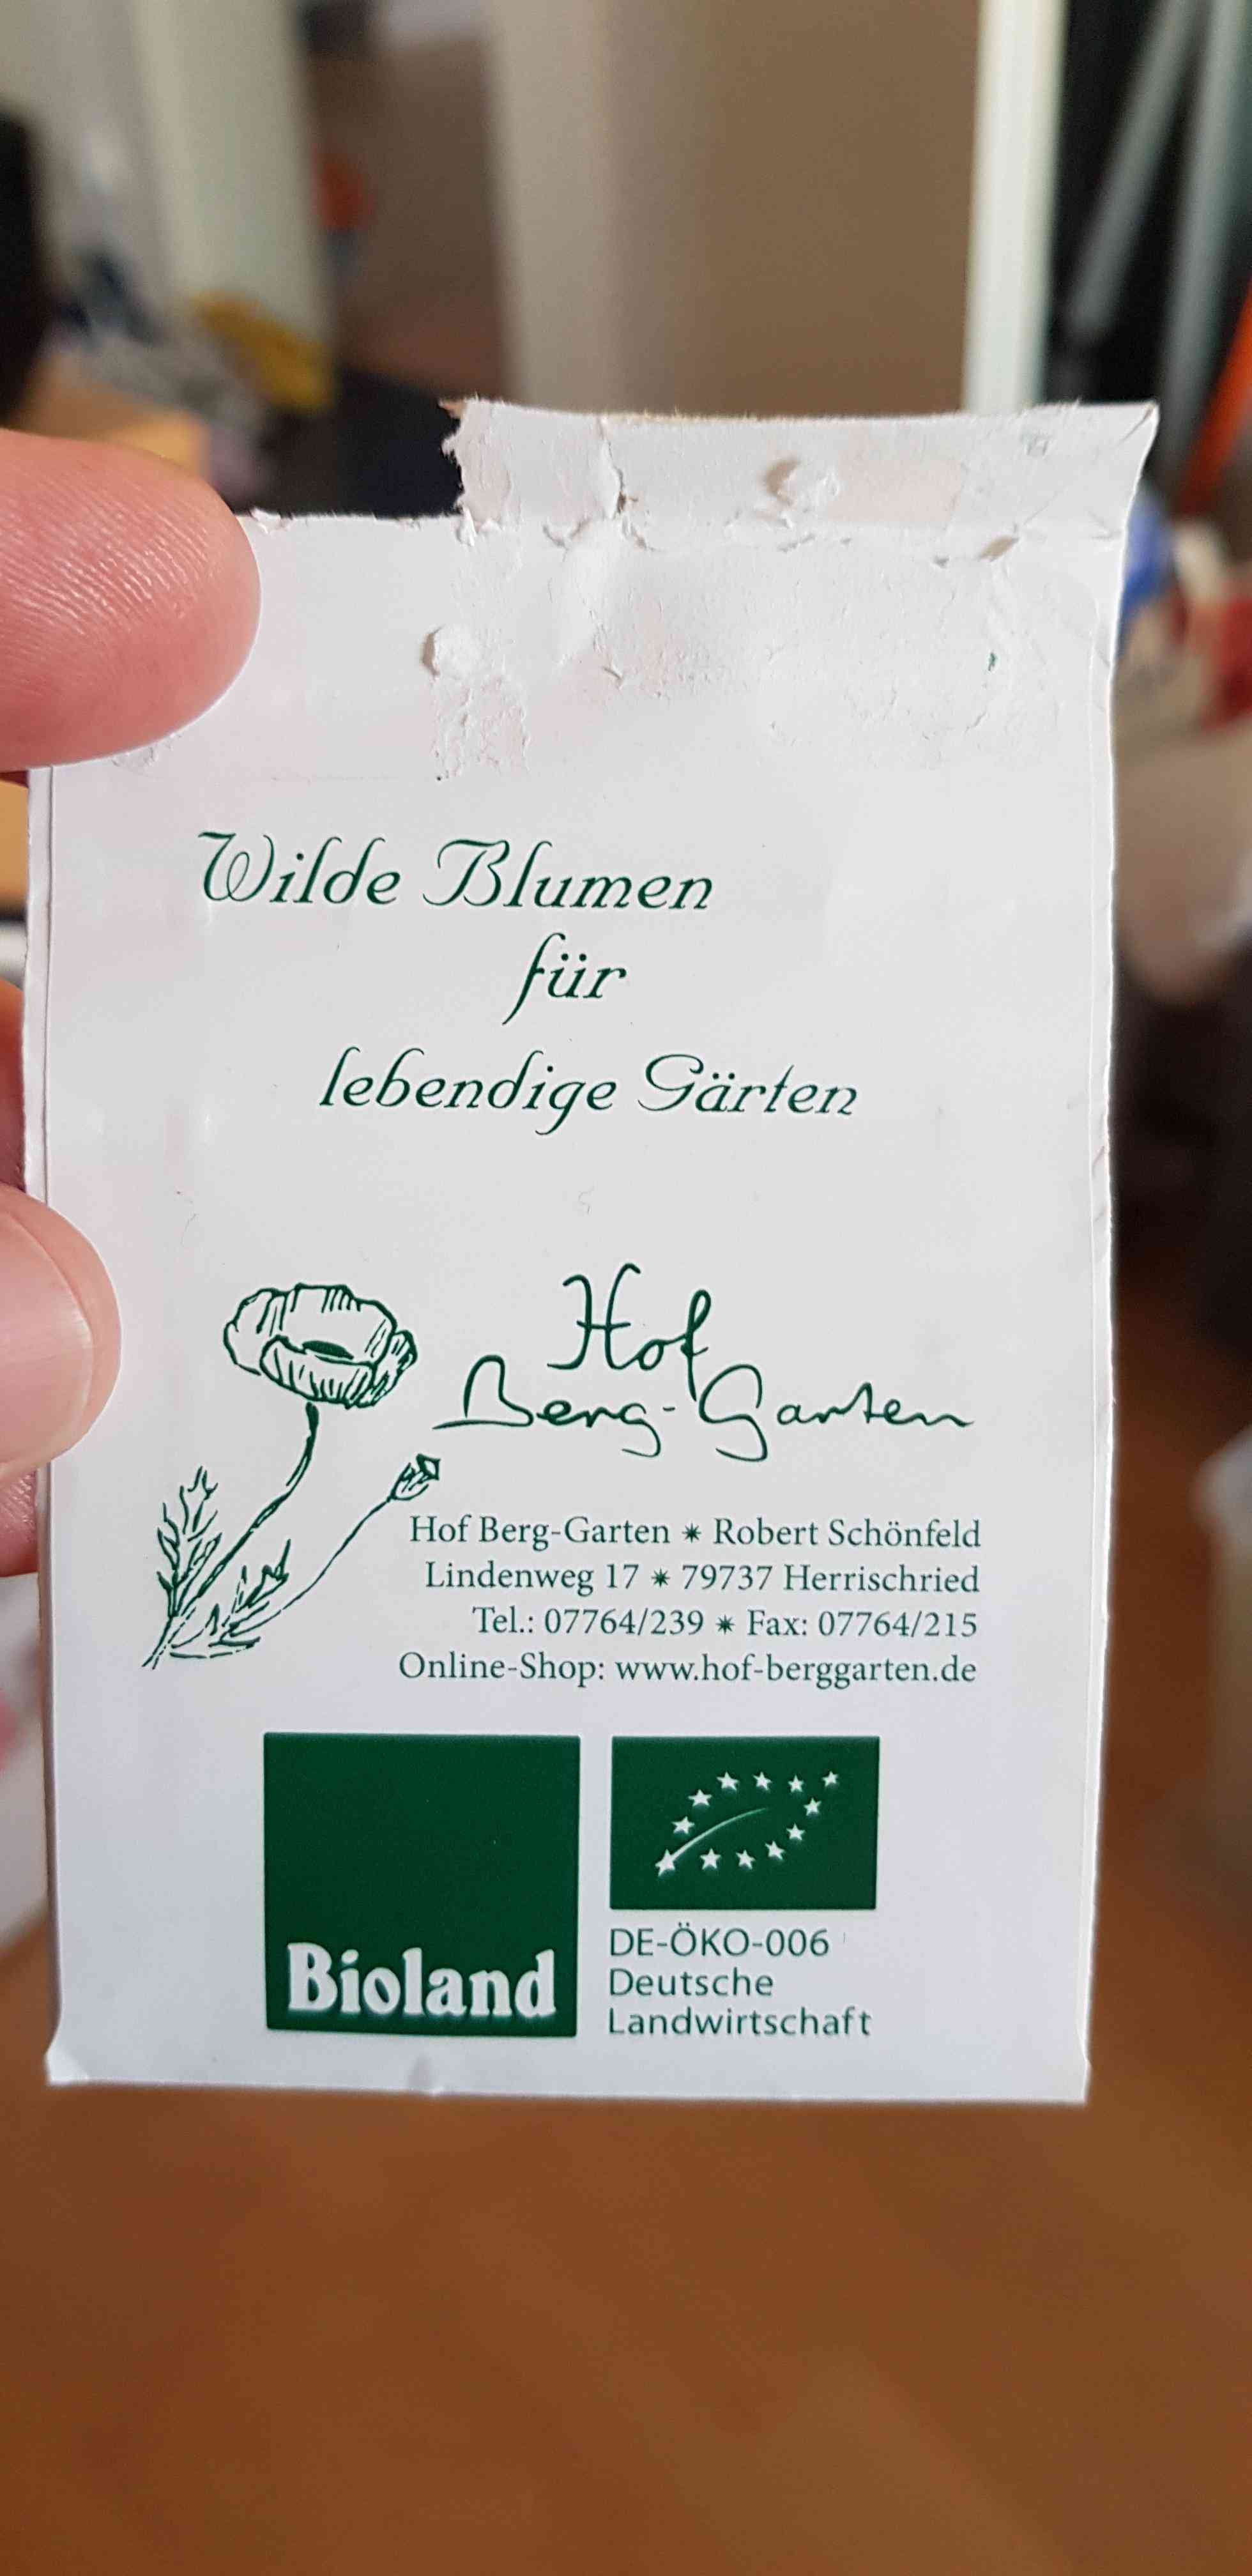 Wilde Blumen
für
lebendige Gärten
Hof
Berg-Garten
Hof Berg-Garten ✷ Robert Schönfeld
Lindenweg 17 ✷ 79737 Herrischried
Tel.: 07764/239 ✷ Fax: 07764/215
Online-Shop: www.hof-berggarten.de
Bioland
DE-ÖKO-006
Deutsche
Landwirtschaft